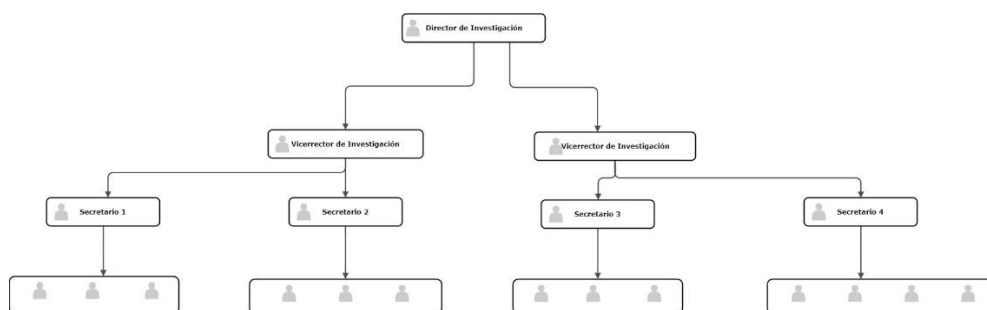 Director de Investigación
Vicerrector de Investigación
Vicerrector de Investigación
Secretario 1
Secretario 2
Secretario 3
Secretario 4